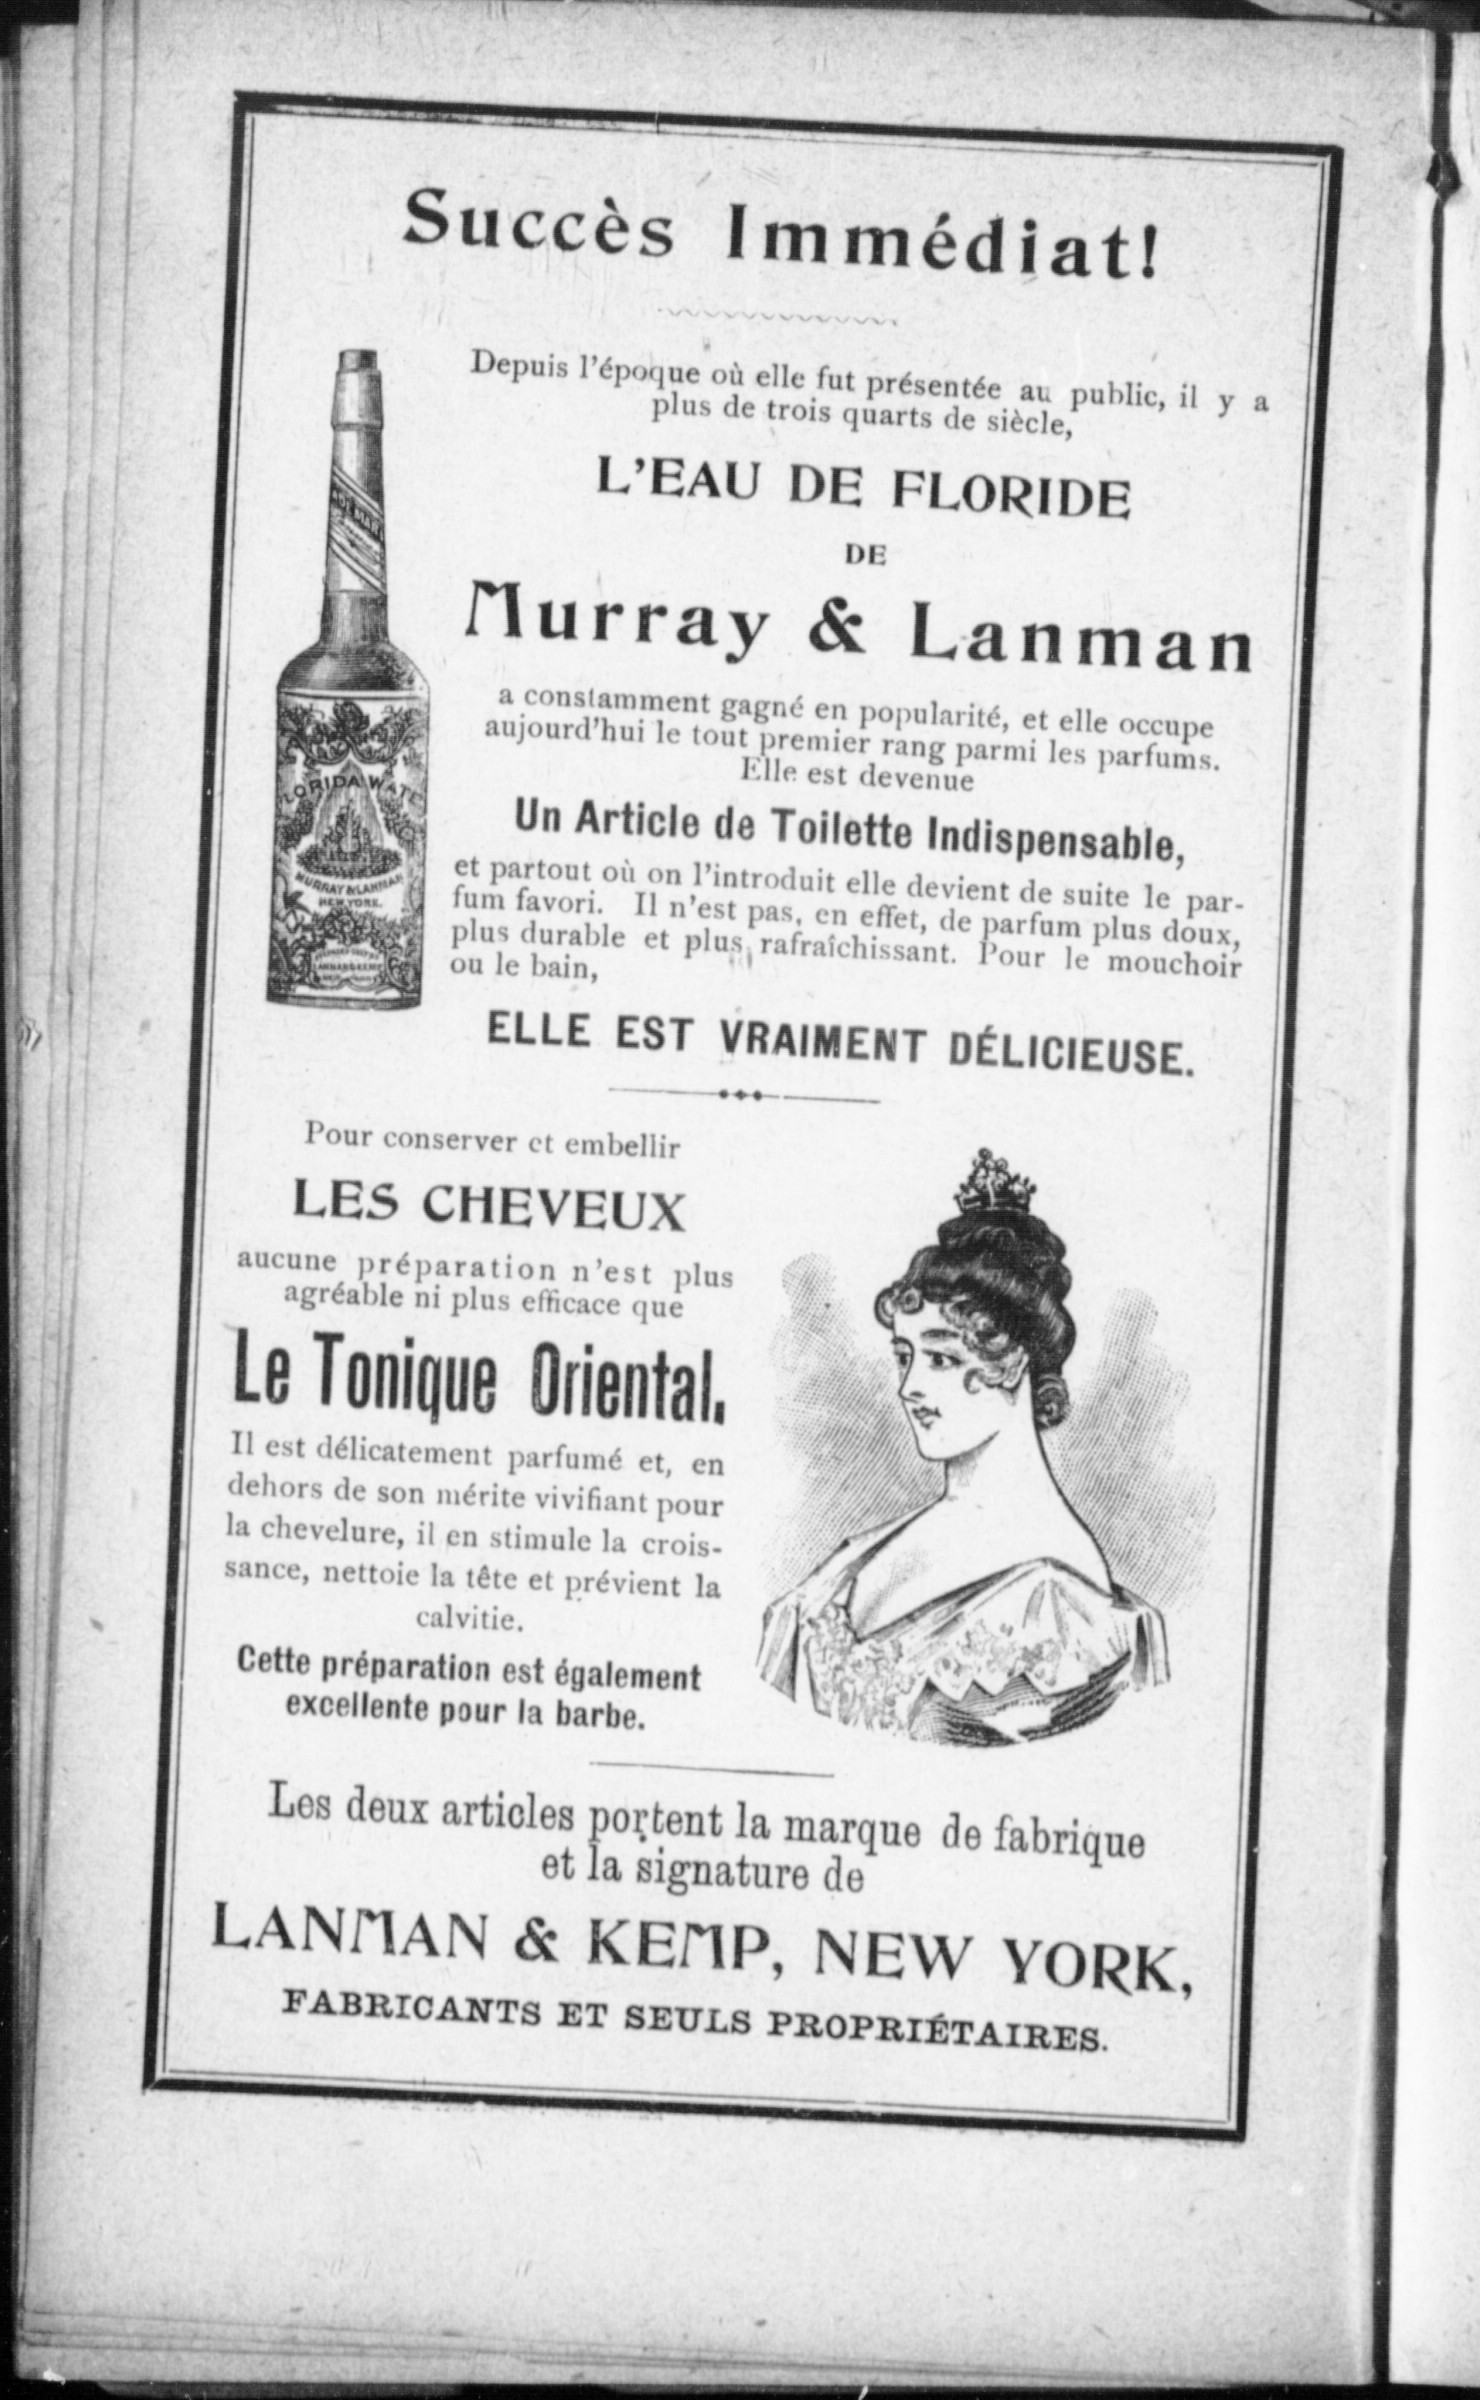 Succès Immédiat!
Depuis l'époque où elle fut présentée au public, il y a
plus de trois quarts de siècle,
L'EAU DE FLORIDE
DE
Murray & Lanman
a constamment gagné en popularité, et elle occupe
aujourd'hui le tout premier rang parmi les parfums.
Elle est devenue
Un Article de Toilette Indispensable,
et partout où on l'introduit elle devient de suite le par-
fum favori. Il n'est pas, en effet, de parfum plus doux,
plus durable et plus rafraîchissant. Pour le mouchoir
ou le bain,
ELLE EST VRAIMENT DÉLICIEUSE.
LORIDA WATE
MURRAY & LANMAN
NEW YORK.
Pour conserver et embellir
LES CHEVEUX
aucune préparation n'est plus
agréable ni plus efficace que
Le Tonique Oriental.
Il est délicatement parfumé et, en
dehors de son mérite vivifiant pour
la chevelure, il en stimule la crois-
sance, nettoie la tête et prévient la
calvitie.
Cette préparation est également
excellente pour la barbe.
Les deux articles portent la marque de fabrique
et la signature de
LANMAN & KEMP, NEW YORK,
FABRICANTS ET SEULS PROPRIÉTAIRES.